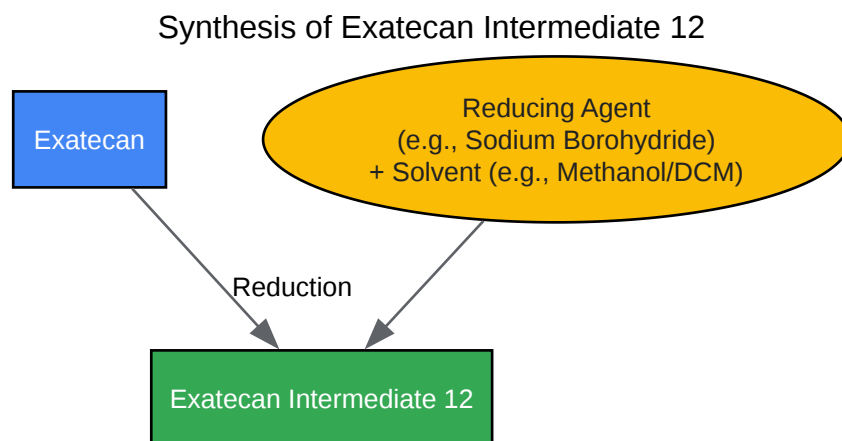 Synthesis of Exatecan Intermediate 12
Exatecan
Reducing Agent
(e.g., Sodium Borohydride)
+ Solvent (e.g., Methanol/DCM)
Reduction
Exatecan Intermediate 12